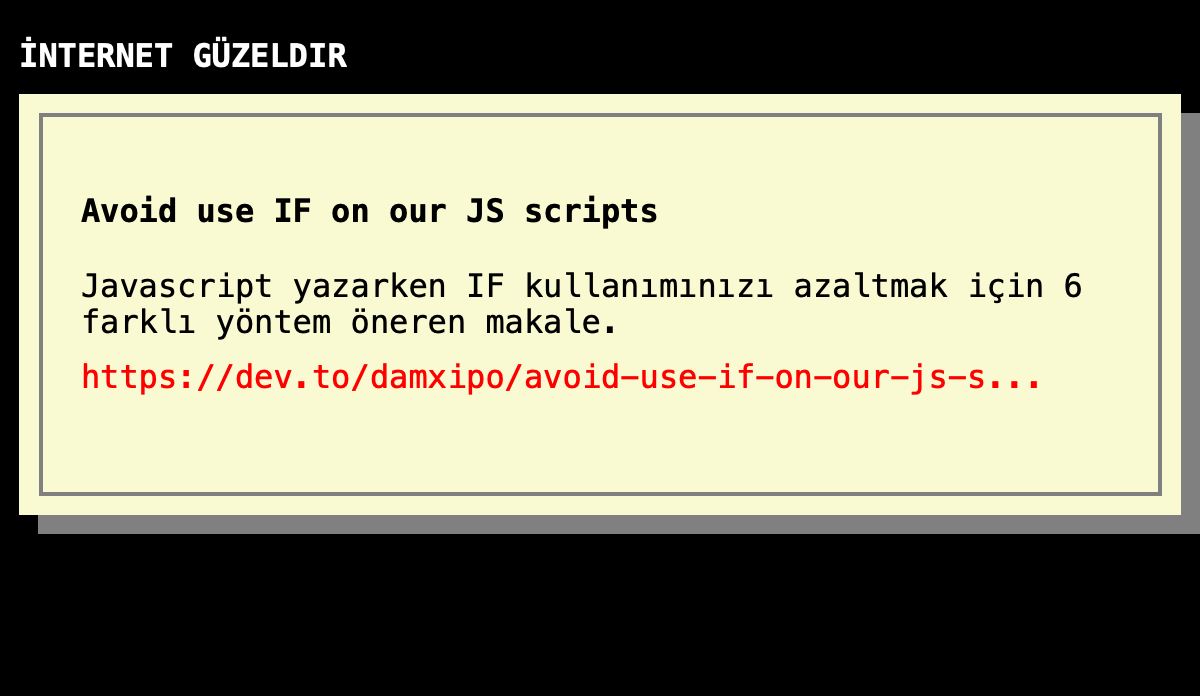 İNTERNET GÜZELDIR
Avoid use IF on our JS scripts
Javascript yazarken IF kullanımınızı azaltmak için 6
farklı yöntem öneren makale.
https://dev.to/damxipo/avoid-use-if-on-our-js-s...